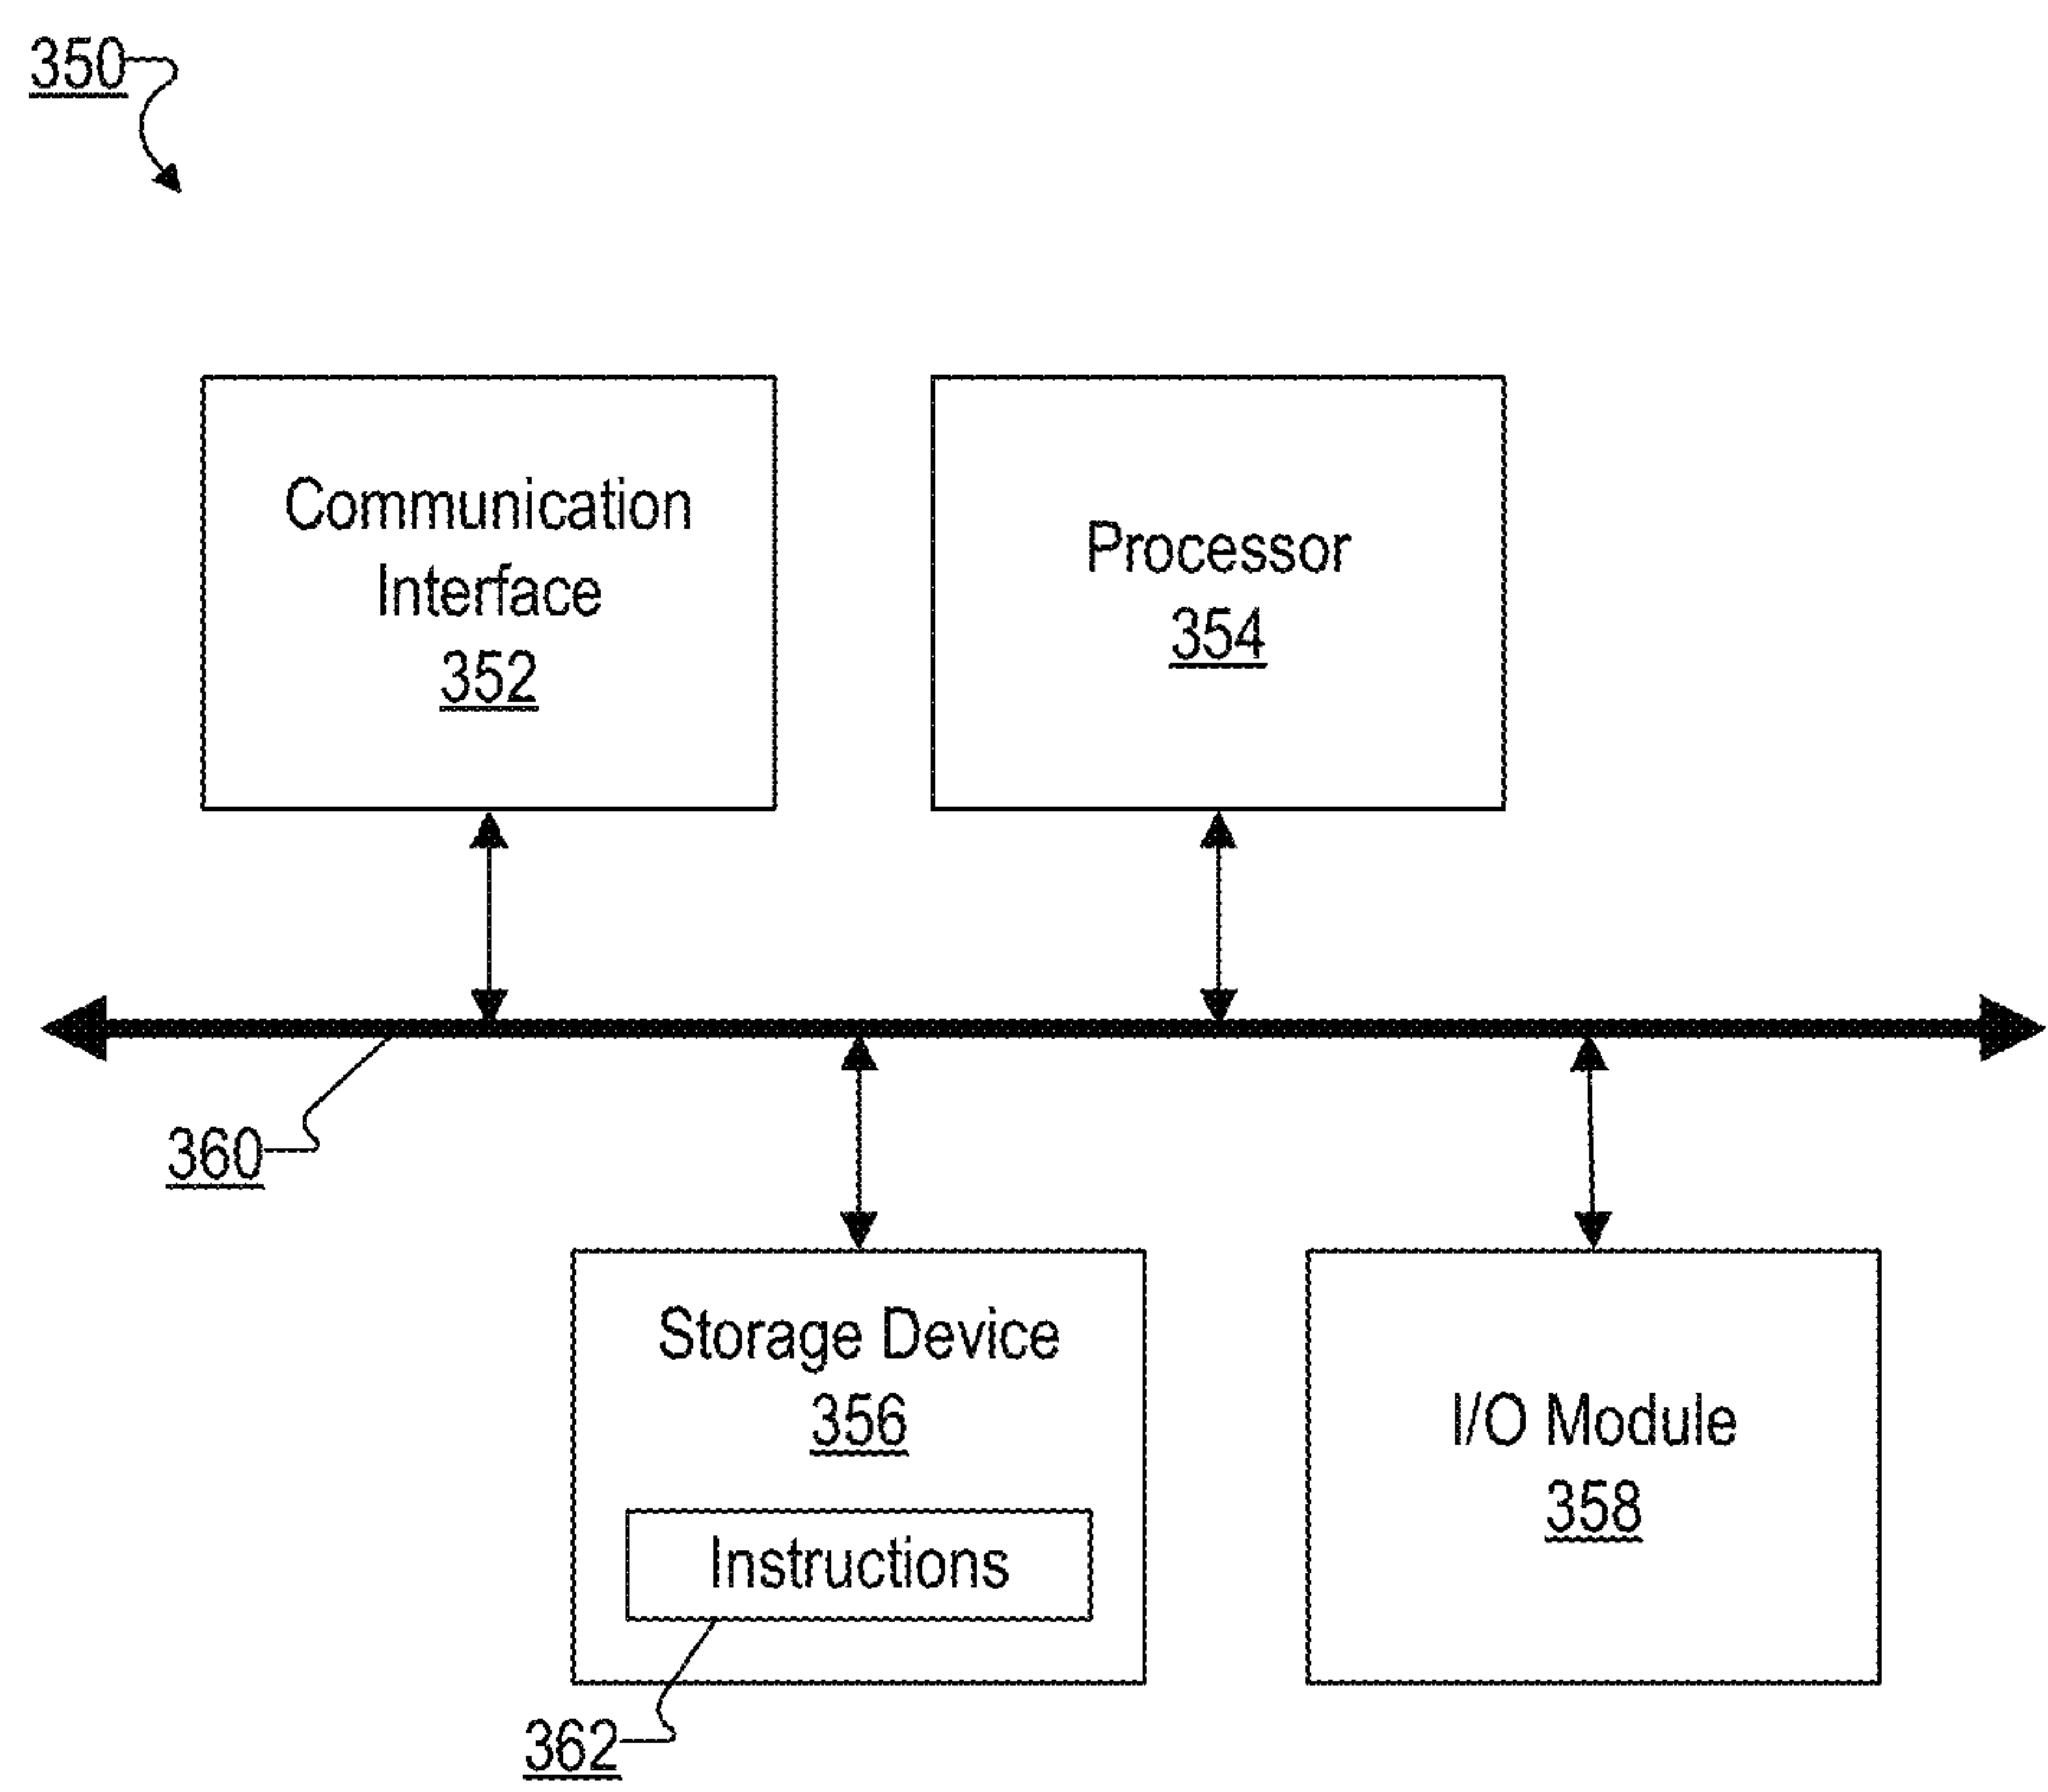 350
Communication
Interface
352
Processor
354
360
Storage Device
356
Instructions
362
I/O Module
358